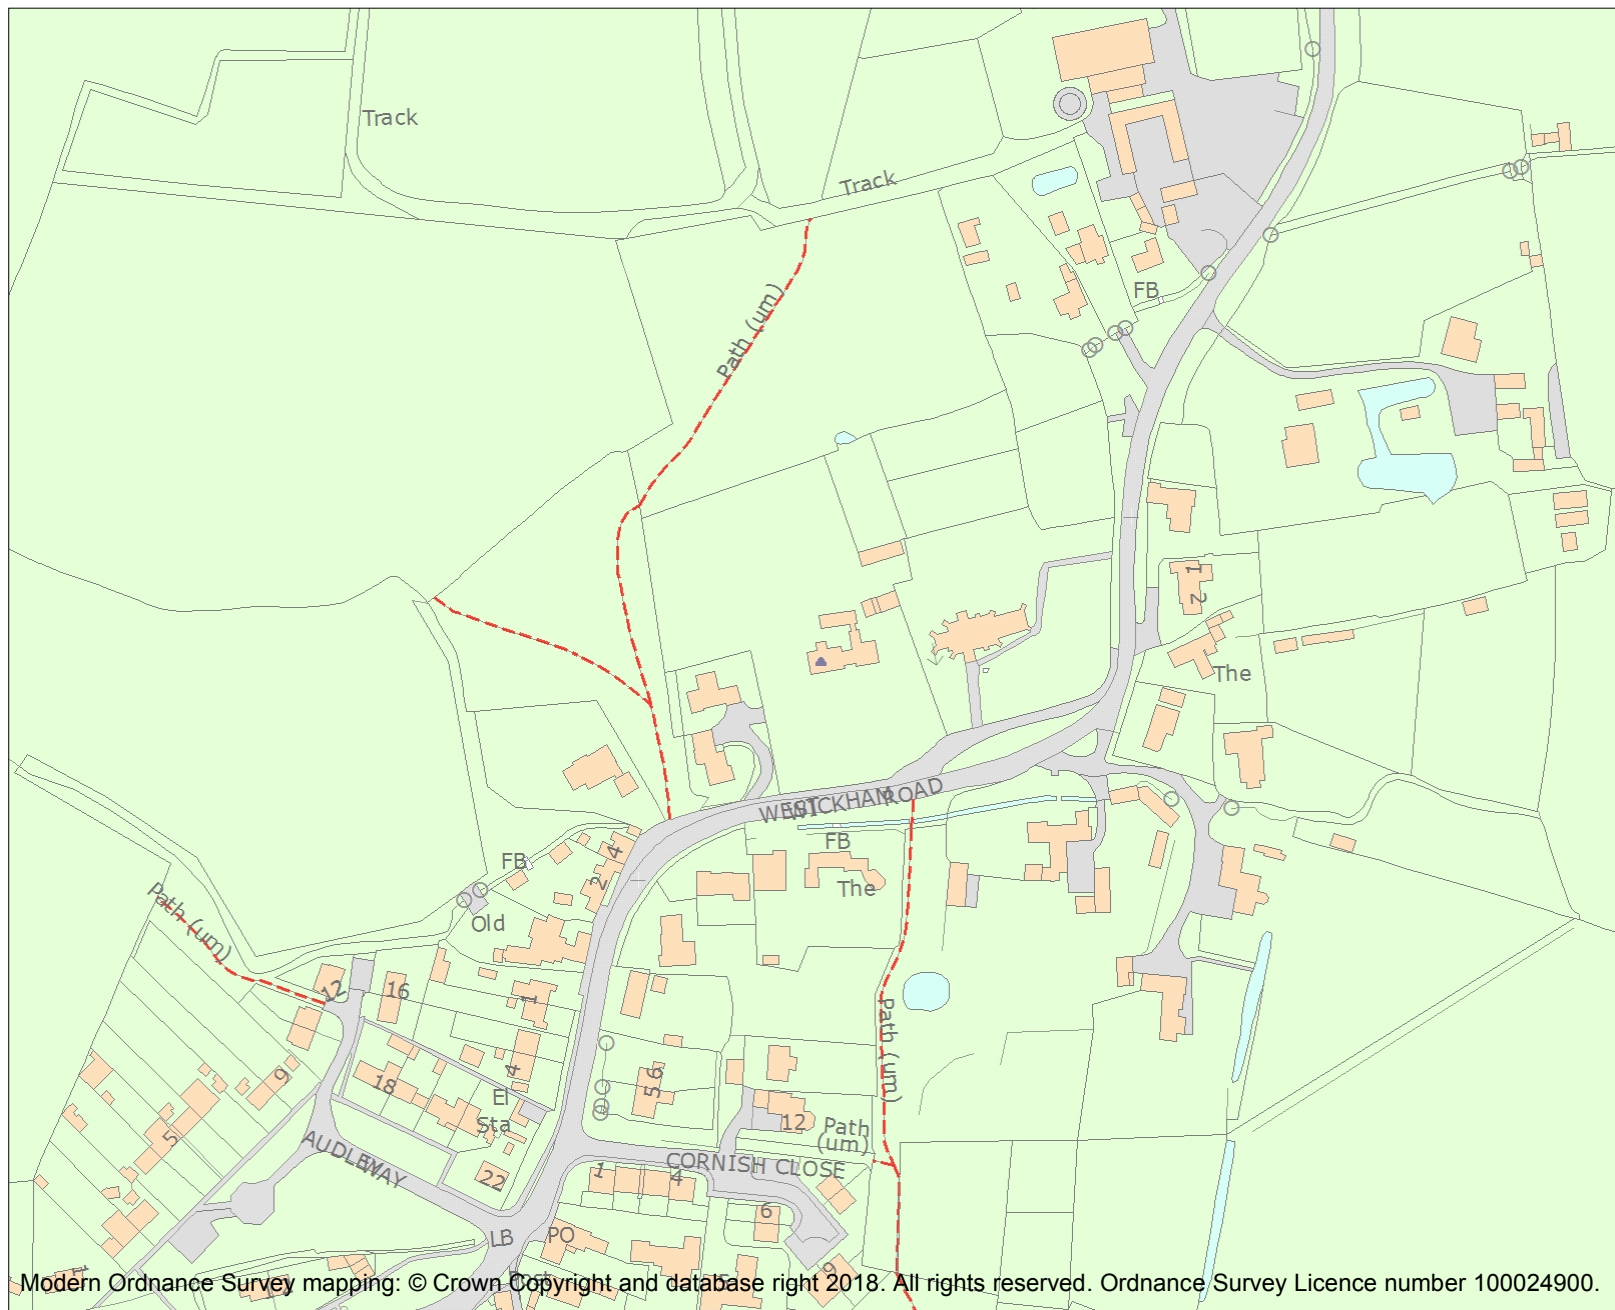 Track
Track
Path (um)
FB
1
2
The
WEST WICKHAM ROAD
FB
The
4
2
FB
Old
Path (um)
12
16
1
Path (um)
9
18
4
5 6
El
Sta
12
Path
(um)
5
AUDLEY WAY
CORNISH CLOSE
22
1
4
6
LB
PO
9
1
Modern Ordnance Survey mapping: © Crown Copyright and database right 2018. All rights reserved. Ordnance Survey Licence number 100024900.